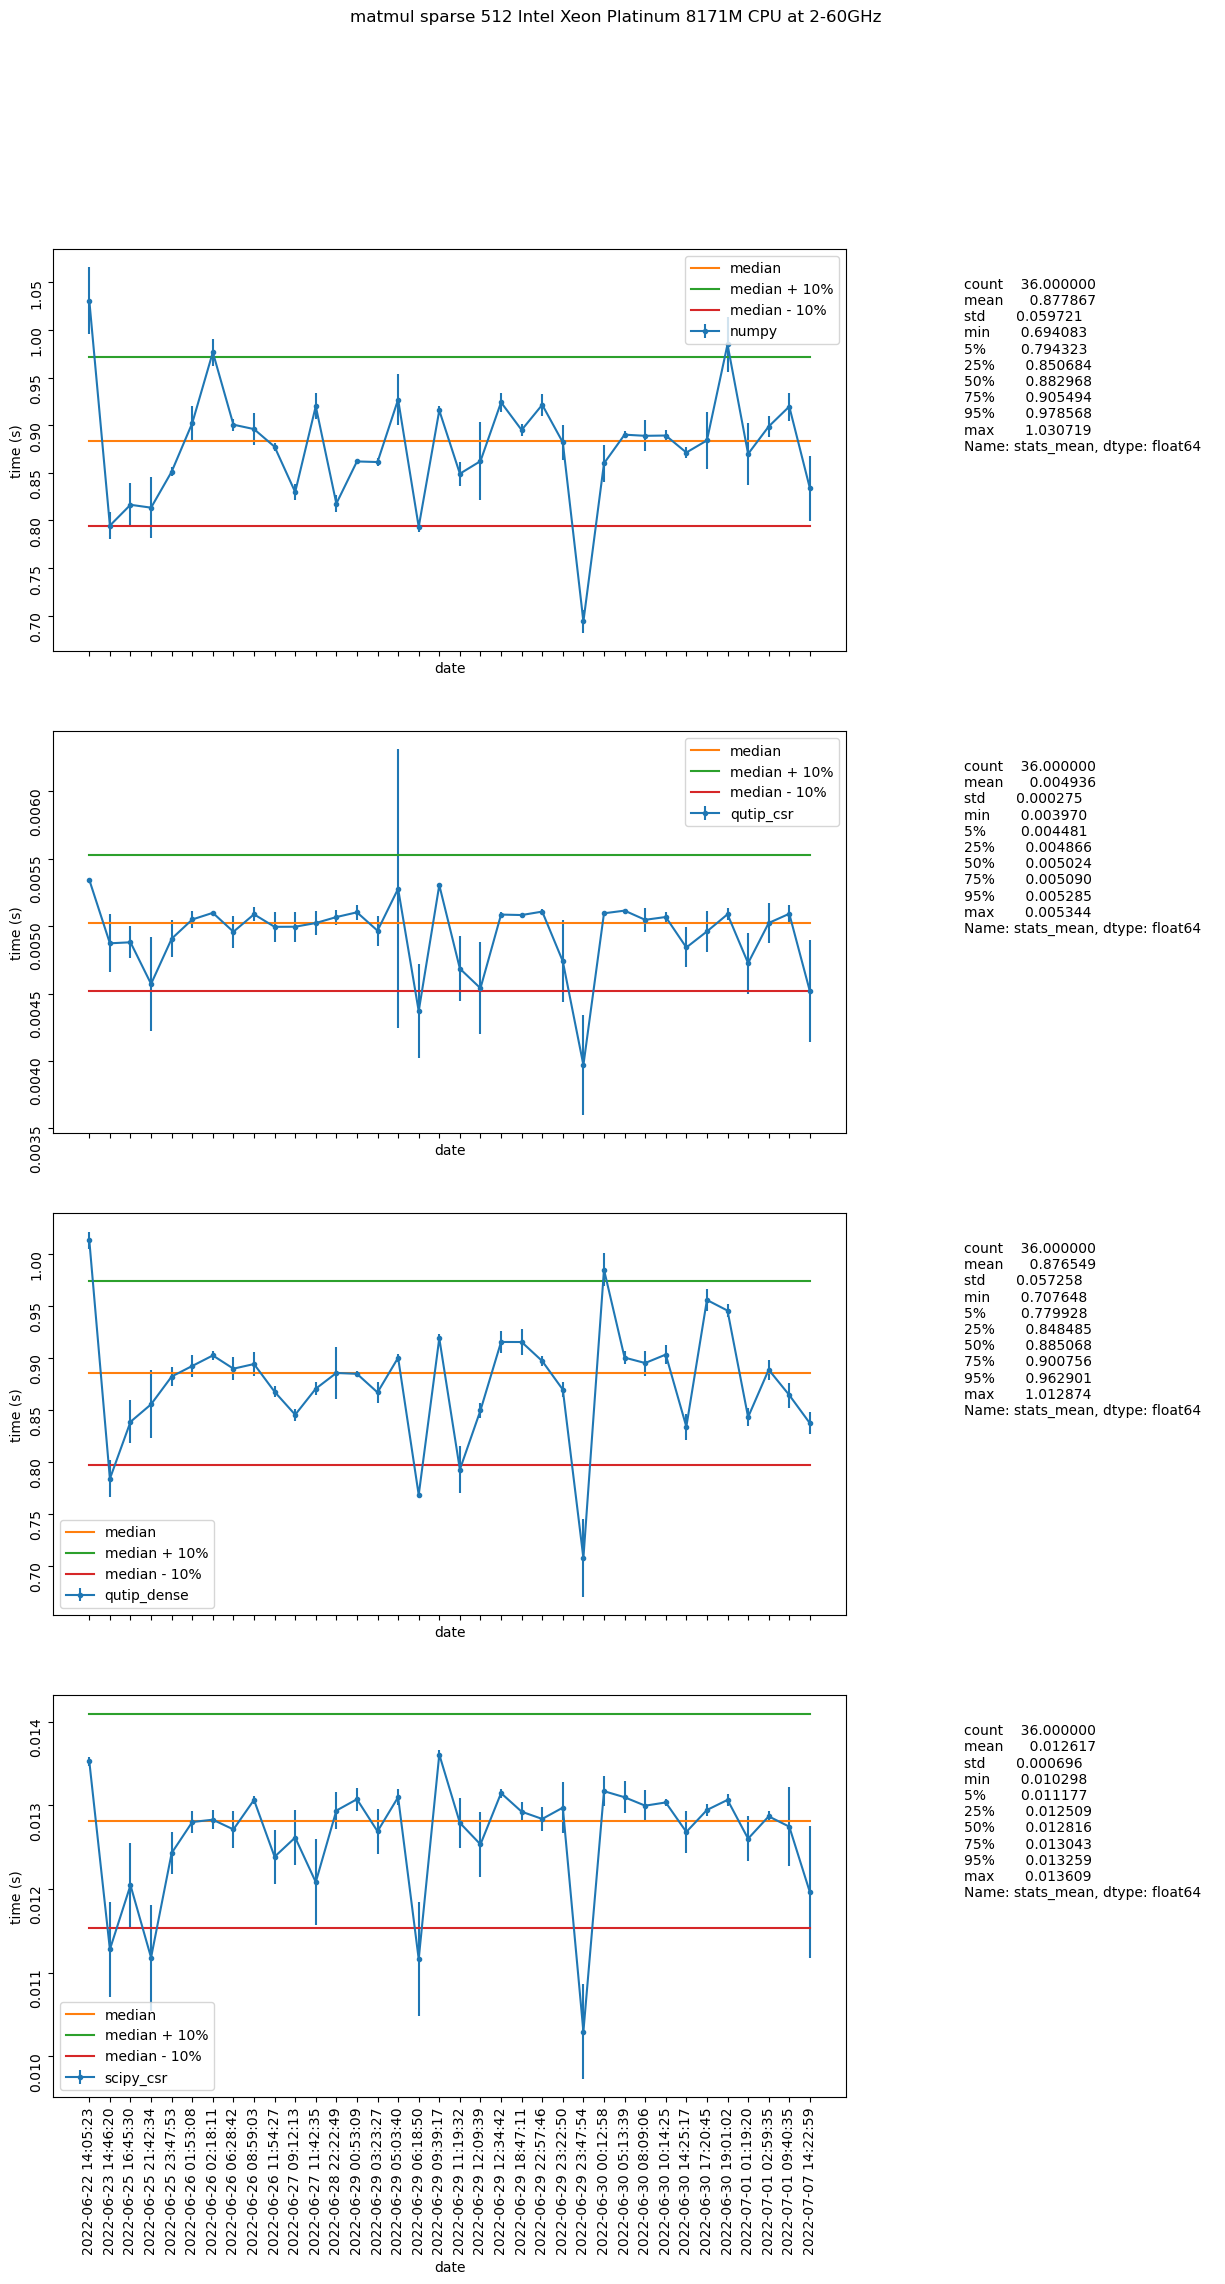 matmul sparse 512 Intel Xeon Platinum 8171M CPU at 2-60GHz
1.05
1.00
0.95
0.90
0.85
0.80
0.75
0.70
time (s)
median
median + 10%
median - 10%
numpy
date
count 36.000000
mean 0.877867
std 0.059721
min 0.694083
5% 0.794323
25% 0.850684
50% 0.882968
75% 0.905494
95% 0.978568
max 1.030719
Name: stats_mean, dtype: float64
0.0060
0.0055
0.0050
0.0045
0.0040
0.0035
time (s)
median
median + 10%
median - 10%
qutip_csr
date
count 36.000000
mean 0.004936
std 0.000275
min 0.003970
5% 0.004481
25% 0.004866
50% 0.005024
75% 0.005090
95% 0.005285
max 0.005344
Name: stats_mean, dtype: float64
1.00
0.95
0.90
0.85
0.80
0.75
0.70
time (s)
median
median + 10%
median - 10%
qutip_dense
date
count 36.000000
mean 0.876549
std 0.057258
min 0.707648
5% 0.779928
25% 0.848485
50% 0.885068
75% 0.900756
95% 0.962901
max 1.012874
Name: stats_mean, dtype: float64
0.014
0.013
0.012
0.011
0.010
time (s)
median
median + 10%
median - 10%
scipy_csr
count 36.000000
mean 0.012617
std 0.000696
min 0.010298
5% 0.011177
25% 0.012509
50% 0.012816
75% 0.013043
95% 0.013259
max 0.013609
Name: stats_mean, dtype: float64
2022-06-22 14:05:23
2022-06-23 14:46:20
2022-06-25 16:45:30
2022-06-25 21:42:34
2022-06-25 23:47:53
2022-06-26 01:53:08
2022-06-26 02:18:11
2022-06-26 06:28:42
2022-06-26 08:59:03
2022-06-26 11:54:27
2022-06-27 09:12:13
2022-06-27 11:42:35
2022-06-28 22:22:49
2022-06-29 00:53:09
2022-06-29 03:23:27
2022-06-29 05:03:40
2022-06-29 06:18:50
2022-06-29 09:39:17
2022-06-29 11:19:32
2022-06-29 12:09:39
2022-06-29 12:34:42
2022-06-29 18:47:11
2022-06-29 22:57:46
2022-06-29 23:22:50
2022-06-29 23:47:54
2022-06-30 00:12:58
2022-06-30 05:13:39
2022-06-30 08:09:06
2022-06-30 10:14:25
2022-06-30 14:25:17
2022-06-30 17:20:45
2022-06-30 19:01:02
2022-07-01 01:19:20
2022-07-01 02:59:35
2022-07-01 09:40:35
2022-07-07 14:22:59
date